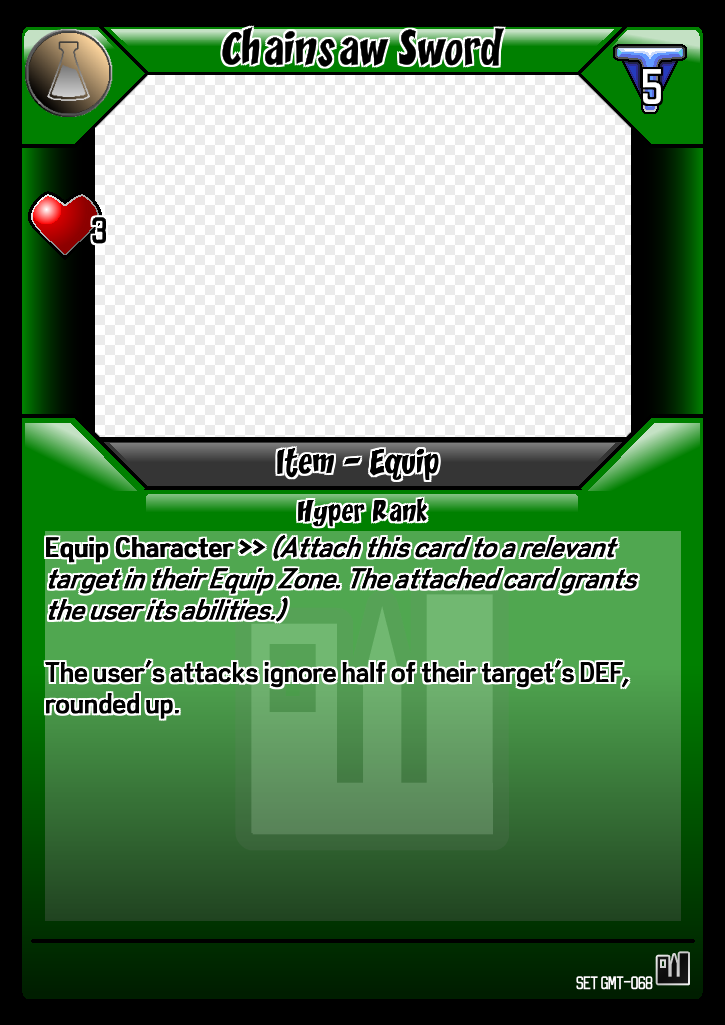 Chainsaw Sword
5
3
Item - Equip
Hyper Rank
Equip Character >> (Attach this card to a relevant
target in their Equip Zone. The attached card grants
the user its abilities.)
The user's attacks ignore half of their target's DEF,
rounded up.
SET GMT-068